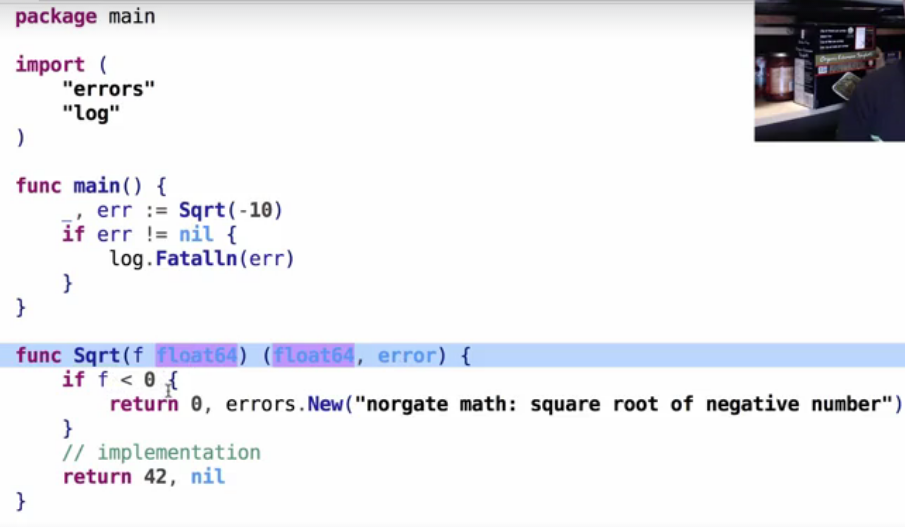 package main
import (
    "errors"
    "log"
)
func main() {
    _, err := Sqrt(-10)
    if err != nil {
        log.Fatalln(err)
    }
}
func Sqrt(f float64) (float64, error) {
    if f < 0 {
        return 0, errors.New("norgate math: square root of negative number")
    }
    // implementation
    return 42, nil
}